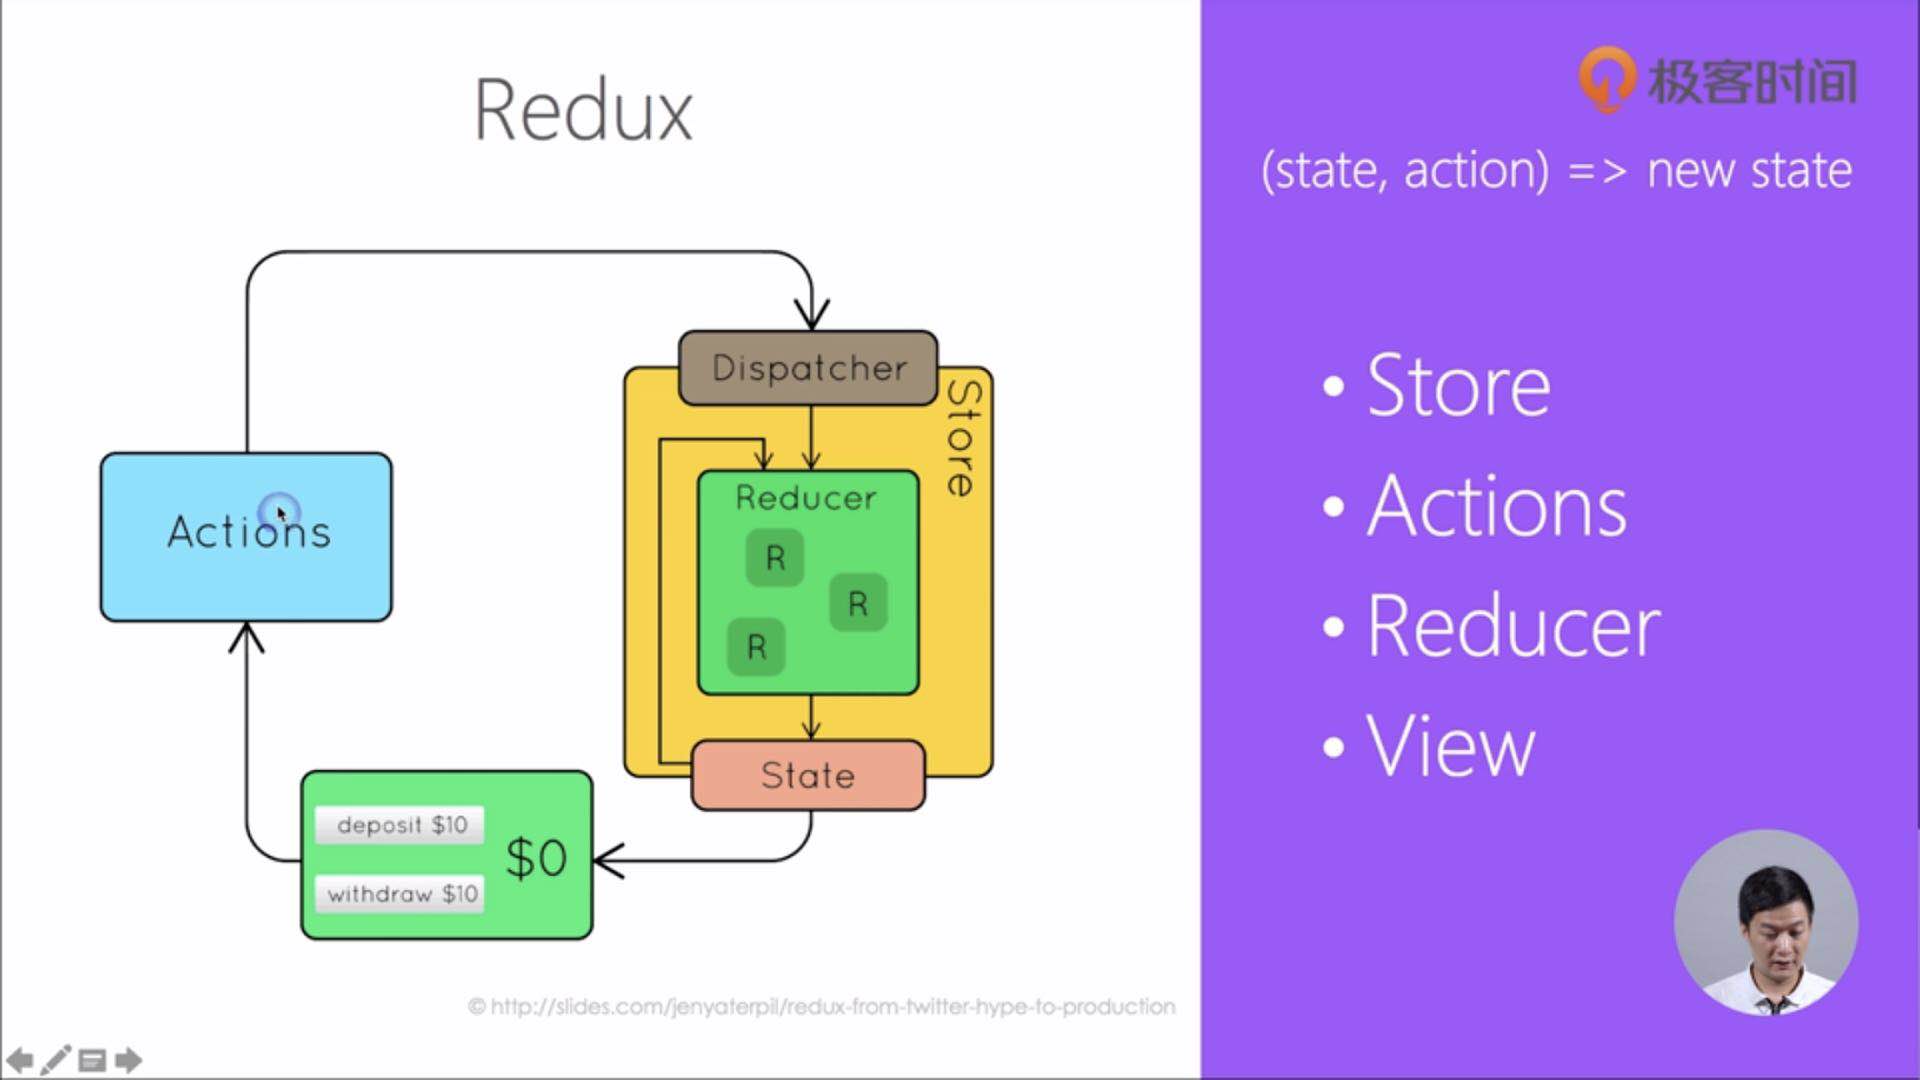 Redux
Actions
Dispatcher
Store
Reducer
R
R
R
State
deposit $10
withdraw $10
$0
© http://slides.com/jenyaterpil/redux-from-twitter-hype-to-production
极客时间
(state, action) => new state
• Store
• Actions
• Reducer
• View